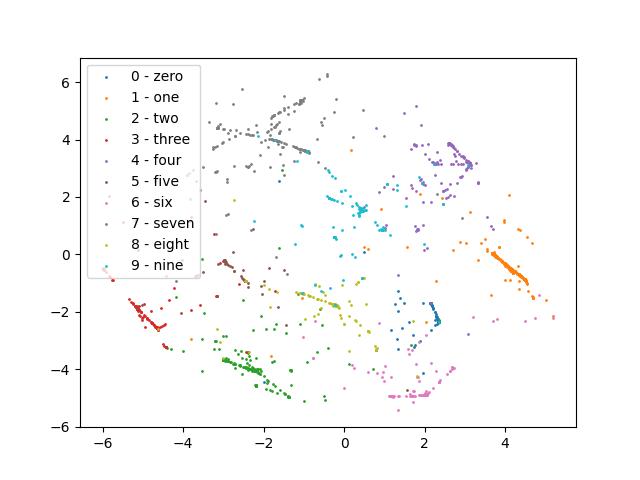 0 - zero
1 - one
2 - two
3 - three
4 - four
5 - five
6 - six
7 - seven
8 - eight
9 - nine
6
4
2
0
−2
−4
−6
−6 −4 −2 0 2 4